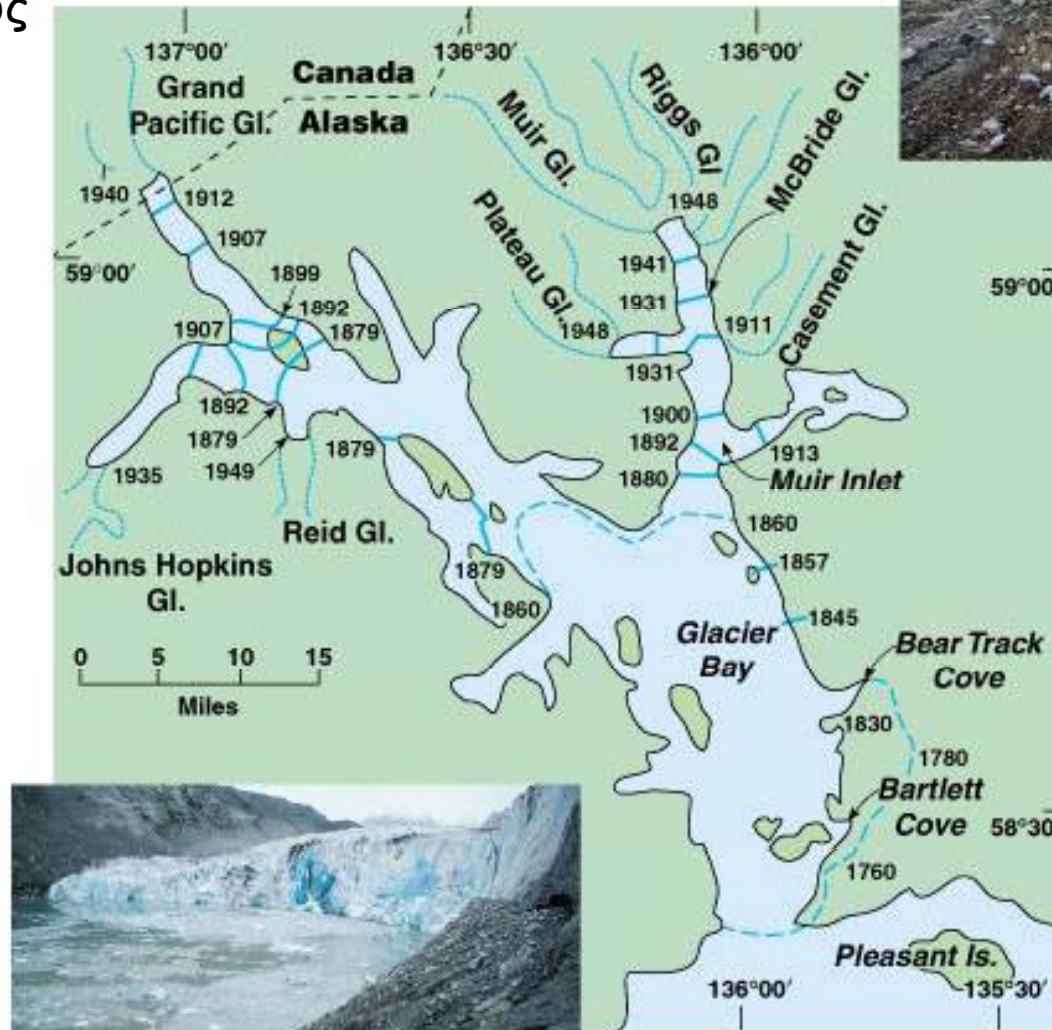 ος
137°00′
136°30′
136°00′
Canada
Alaska
Grand
Pacific Gl.
Muir Gl.
Riggs Gl
McBride Gl.
Plateau Gl.
Casement Gl.
1940
1912
1907
59°00′
1899
1892
1907
1879
1892
1879
1949
1879
1935
Johns Hopkins
Gl.
Reid Gl.
1948
1941
1931
1948
1911
1931
59°00
1900
1892
1880
1913
Muir Inlet
1860
1857
1845
1879
1860
Glacier
Bay
Bear Track
Cove
1830
1780
Bartlett
Cove
58°30
1760
0 5 10 15
Miles
Pleasant Is.
136°00′
135°30′